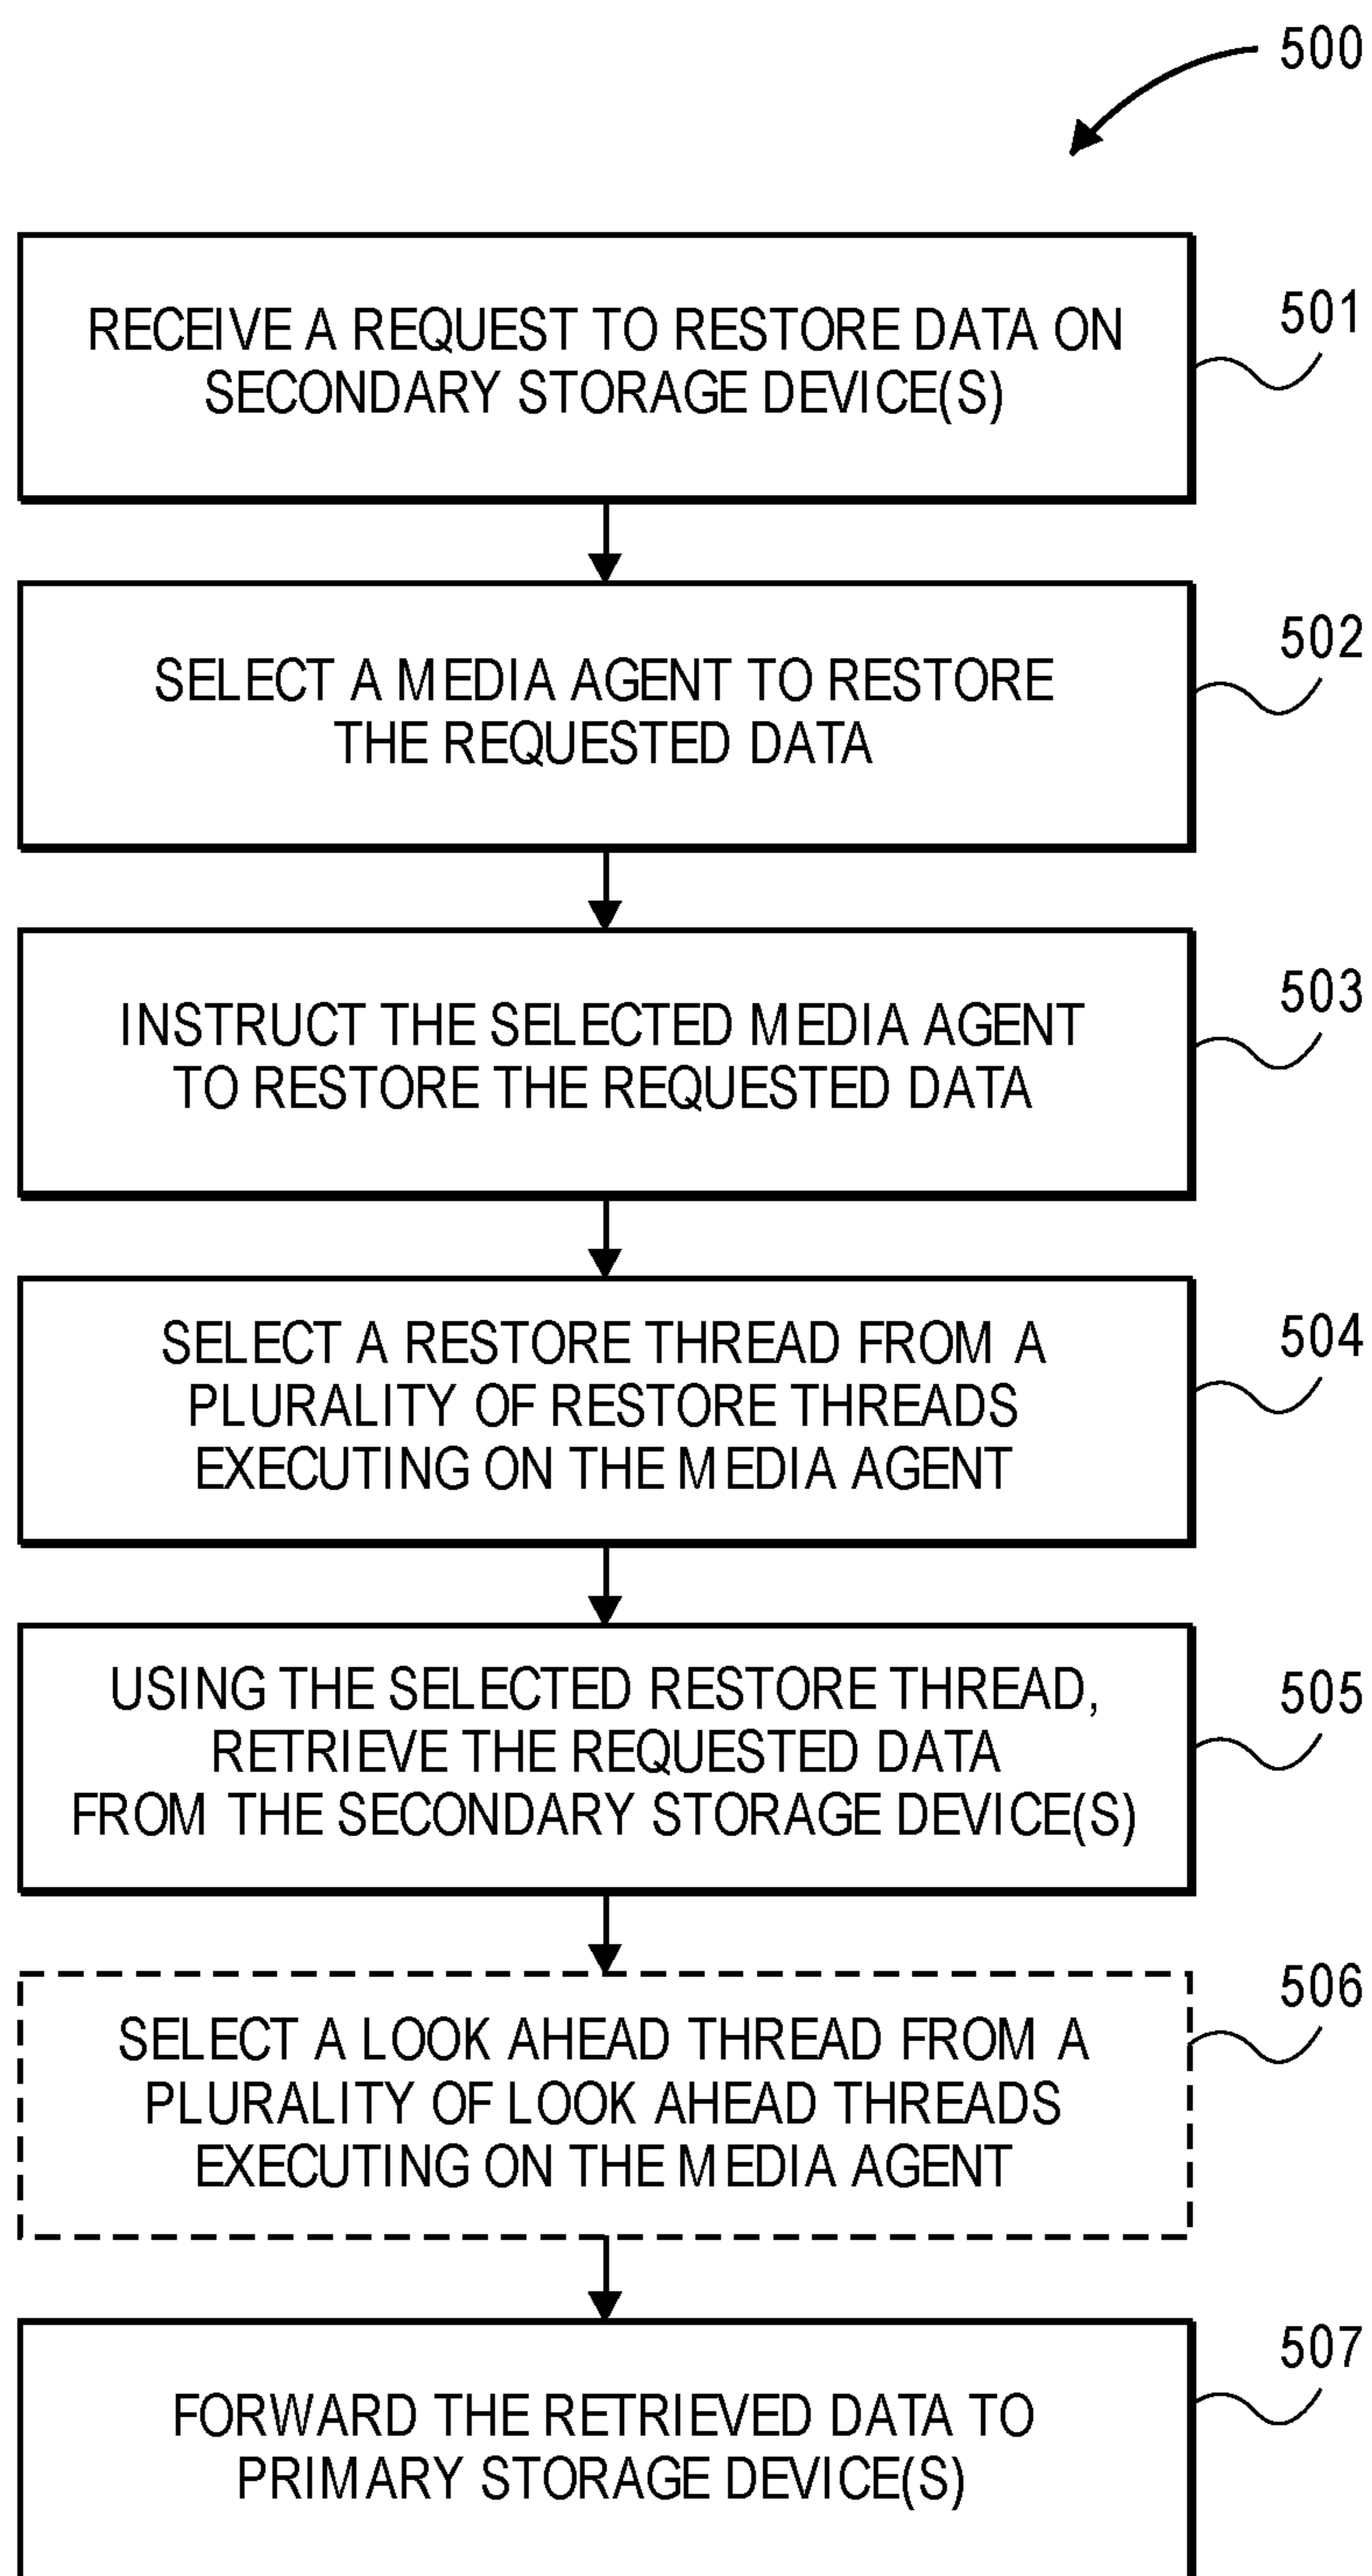 500
RECEIVE A REQUEST TO RESTORE DATA ON
SECONDARY STORAGE DEVICE(S)
501
SELECT A MEDIA AGENT TO RESTORE
THE REQUESTED DATA
502
INSTRUCT THE SELECTED MEDIA AGENT
TO RESTORE THE REQUESTED DATA
503
SELECT A RESTORE THREAD FROM A
PLURALITY OF RESTORE THREADS
EXECUTING ON THE MEDIA AGENT
504
USING THE SELECTED RESTORE THREAD,
RETRIEVE THE REQUESTED DATA
FROM THE SECONDARY STORAGE DEVICE(S)
505
SELECT A LOOK AHEAD THREAD FROM A
PLURALITY OF LOOK AHEAD THREADS
EXECUTING ON THE MEDIA AGENT
506
FORWARD THE RETRIEVED DATA TO
PRIMARY STORAGE DEVICE(S)
507